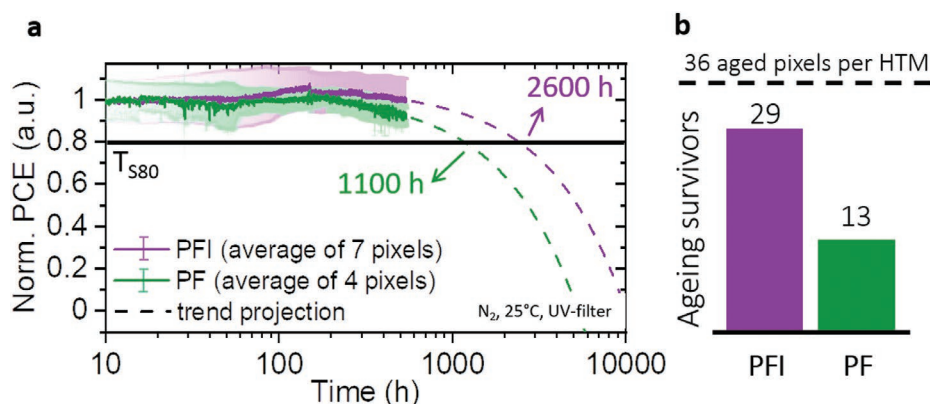 a
Norm. PCE (a.u.)
1
0.8
0.6
0.4
0.2
0
T_S80
2600 h
1100 h
PFI (average of 7 pixels)
PF (average of 4 pixels)
trend projection
N₂, 25°C, UV-filter
10
100
1000
10000
Time (h)
b
36 aged pixels per HTM
Ageing survivors
29
13
PFI
PF